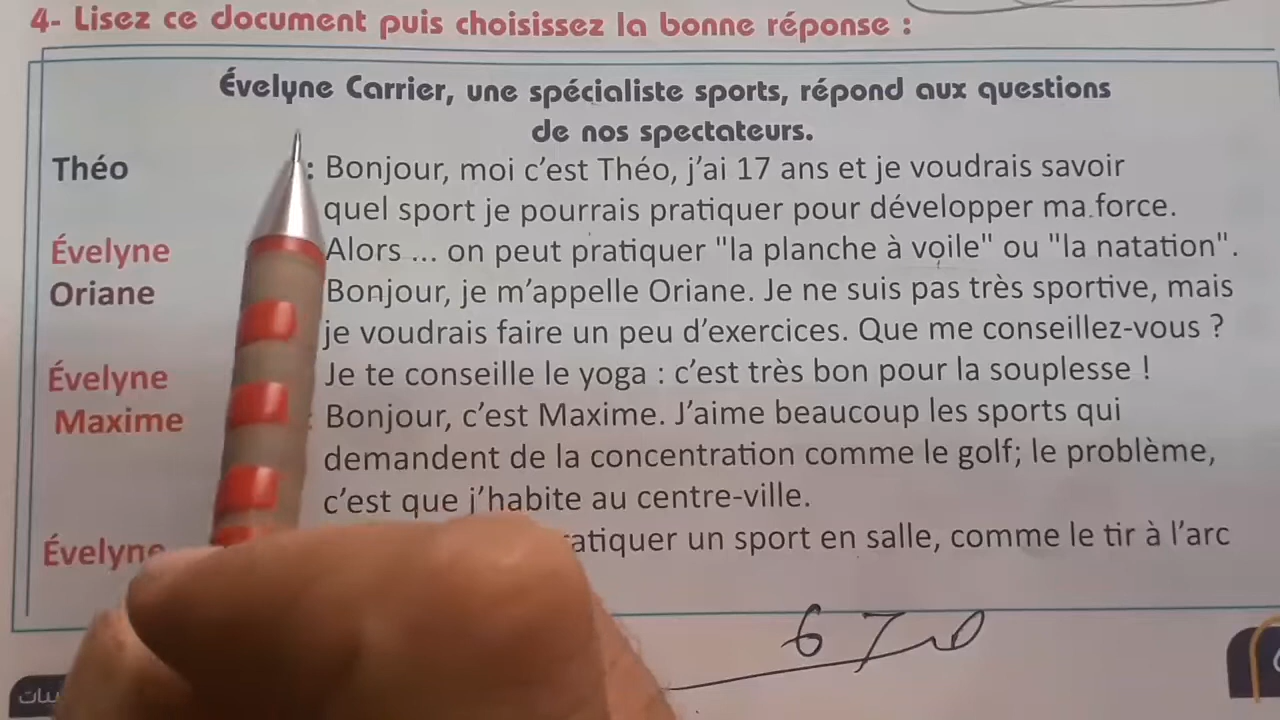 4- Lisez ce document puis choisissez la bonne réponse :
Évelyne Carrier, une spécialiste sports, répond aux questions
de nos spectateurs.
Théo : Bonjour, moi c'est Théo, j'ai 17 ans et je voudrais savoir
quel sport je pourrais pratiquer pour développer ma force.
Évelyne Alors ... on peut pratiquer "la planche à voile" ou "la natation".
Oriane Bonjour, je m'appelle Oriane. Je ne suis pas très sportive, mais
je voudrais faire un peu d'exercices. Que me conseillez-vous ?
Évelyne Je te conseille le yoga : c'est très bon pour la souplesse !
Maxime : Bonjour, c'est Maxime. J'aime beaucoup les sports qui
demandent de la concentration comme le golf; le problème,
c'est que j'habite au centre-ville.
Évelyne un sport en salle, comme le tir à l'arc
6 7